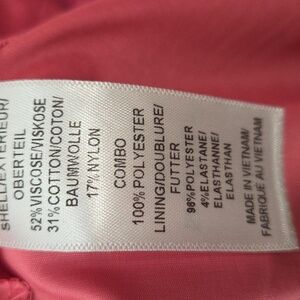 SHELL/EXTERIEUR/
OBERTEIL
52%VISCOSE/VISKOSE
31%COTTON/COTON/
BAUMWOLLE
17%NYLON
COMBO
100%POLYESTER
LINING/DOUBLURE/
FUTTER
96%POLYESTER
4%ELASTANE/
ELASTHANNE/
ELASTHAN
MADE IN VIETNAM/
FABRIQUE AU VIETNAM